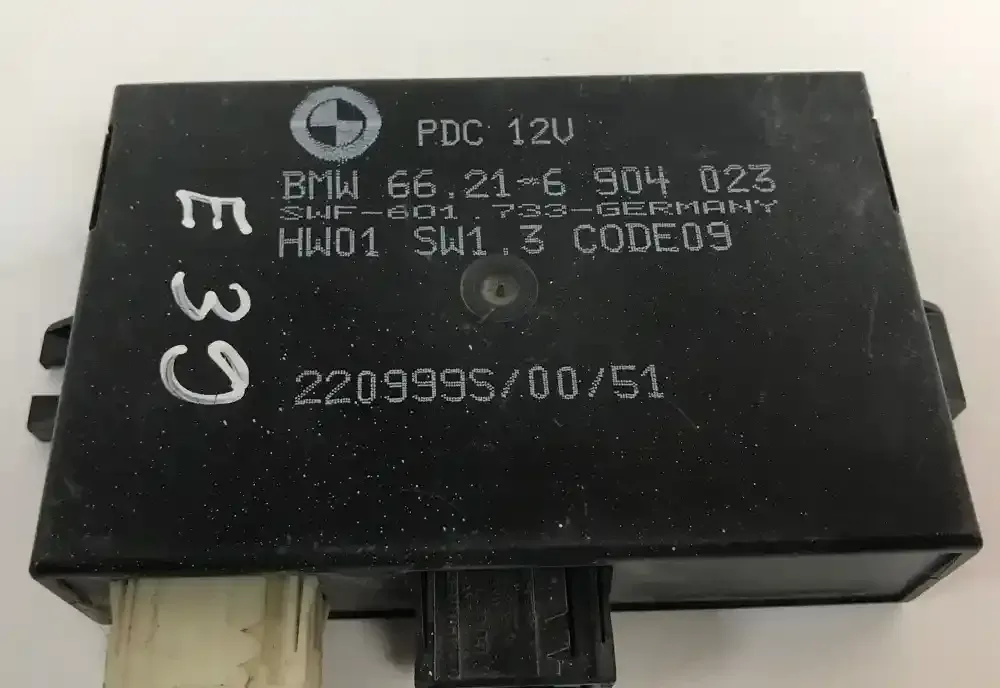 PDC 12V
BMW 66.21-6 904 023
SWF-601.733-GERMANY
HW01 SW1.3 CODE09
220999S/00/51
E 39